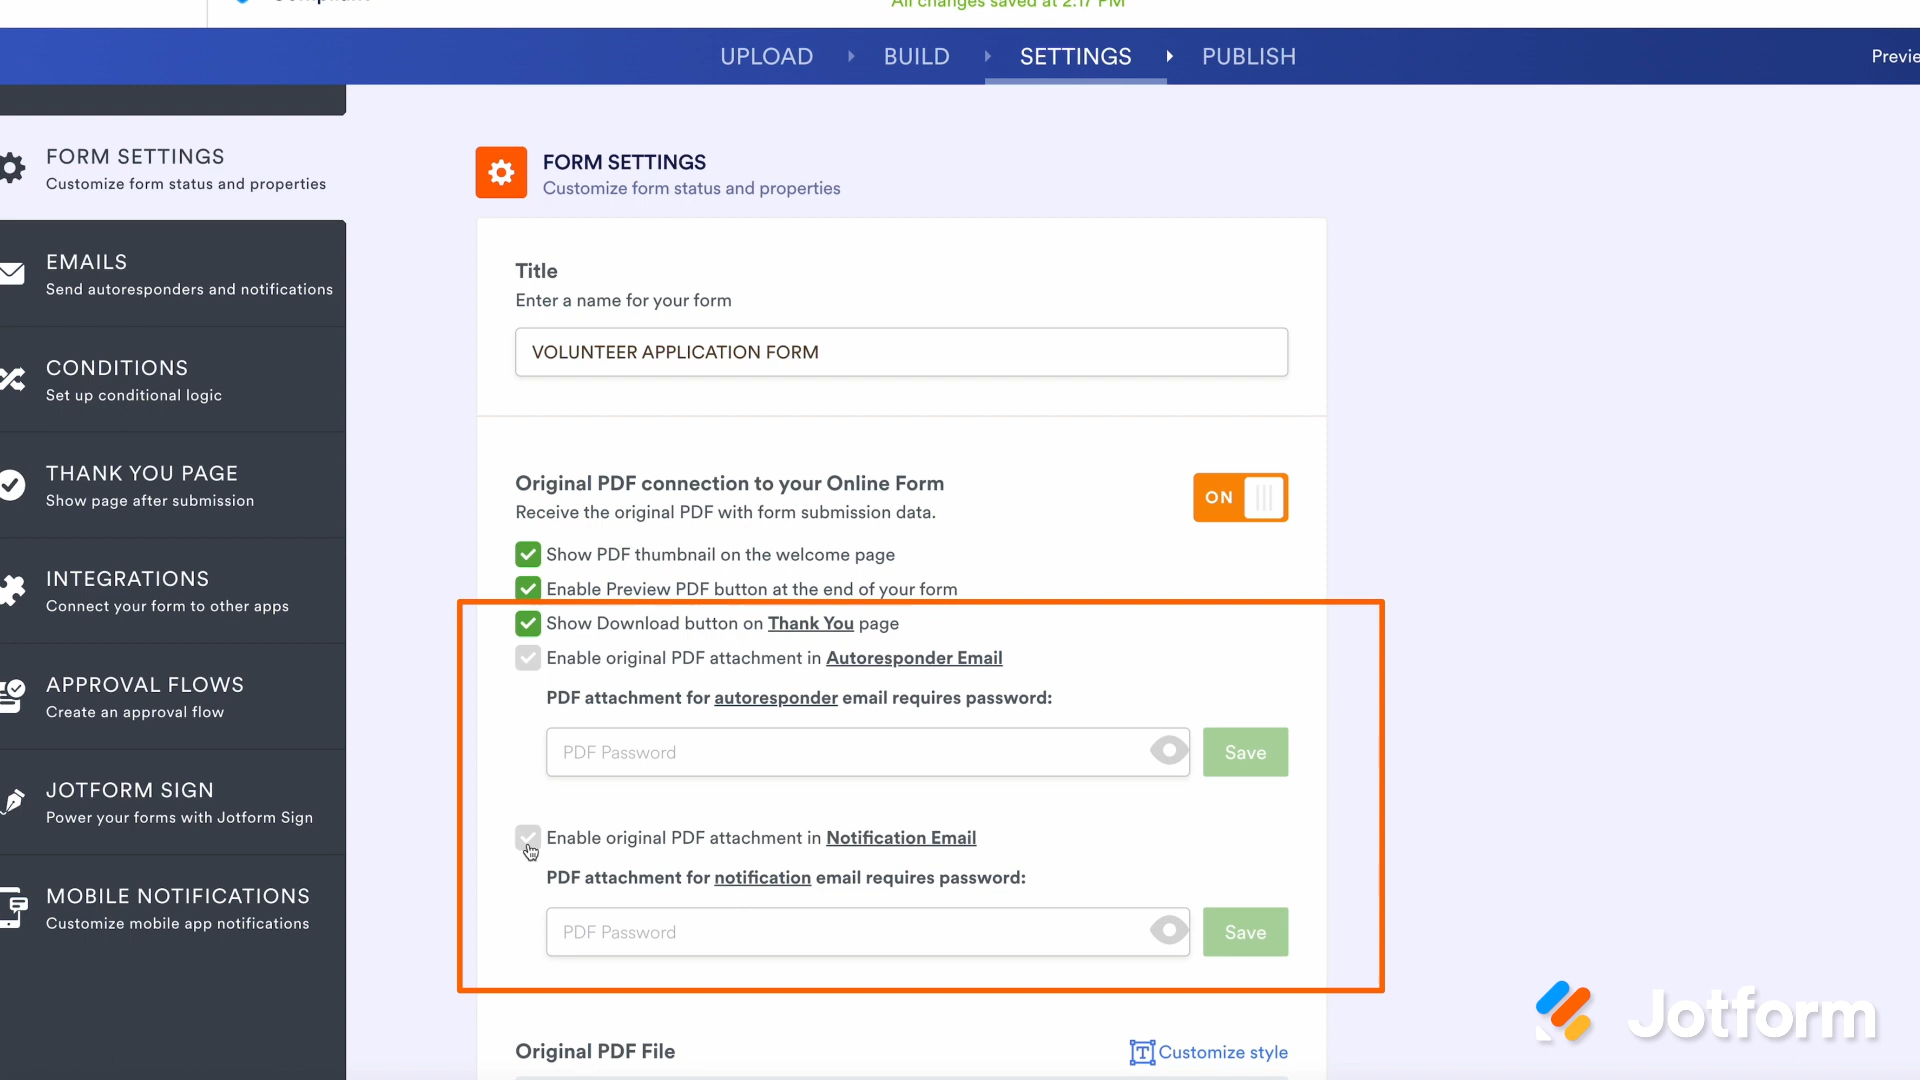 All changes saved at 2:17 PM
UPLOAD
BUILD
SETTINGS
PUBLISH
FORM SETTINGS
Customize form status and properties
EMAILS
Send autoresponders and notifications
CONDITIONS
Set up conditional logic
THANK YOU PAGE
Show page after submission
INTEGRATIONS
Connect your form to other apps
APPROVAL FLOWS
Create an approval flow
JOTFORM SIGN
Power your forms with Jotform Sign
MOBILE NOTIFICATIONS
Customize mobile app notifications
FORM SETTINGS
Customize form status and properties
Title
Enter a name for your form
VOLUNTEER APPLICATION FORM
Original PDF connection to your Online Form
ON
Receive the original PDF with form submission data.
Show PDF thumbnail on the welcome page
Enable Preview PDF button at the end of your form
Show Download button on Thank You page
Enable original PDF attachment in Autoresponder Email
PDF attachment for autoresponder email requires password:
PDF Password
Save
Enable original PDF attachment in Notification Email
PDF attachment for notification email requires password:
PDF Password
Save
Original PDF File
Customize style
Jotform